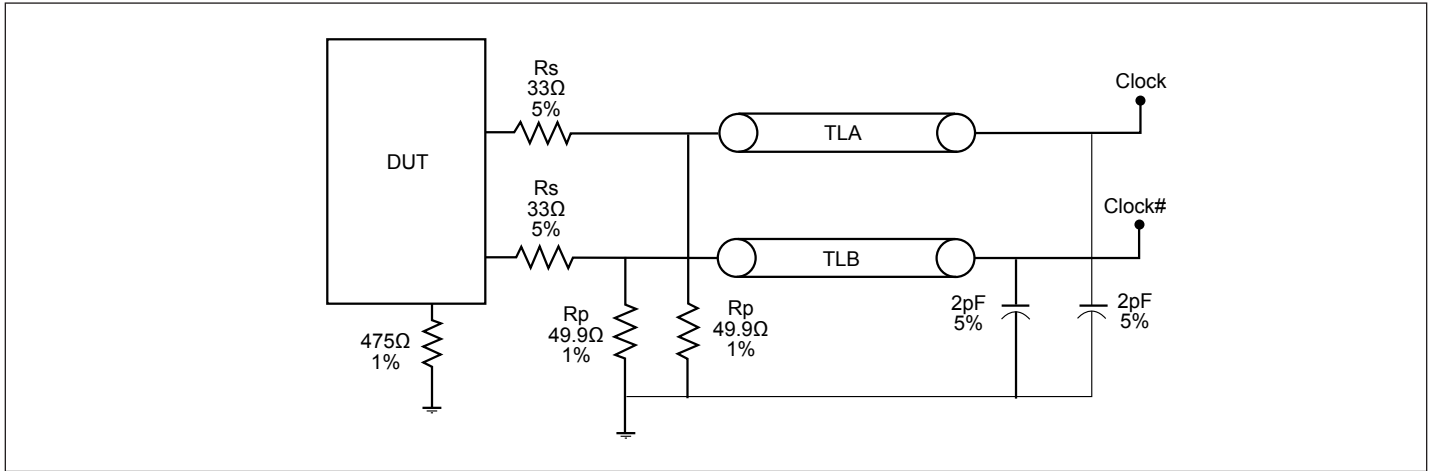 Rs
33Ω
5%
Clock
TLA
DUT
Rs
33Ω
5%
Clock#
TLB
475Ω
1%
Rp
49.9Ω
1%
Rp
49.9Ω
1%
2pF
5%
2pF
5%